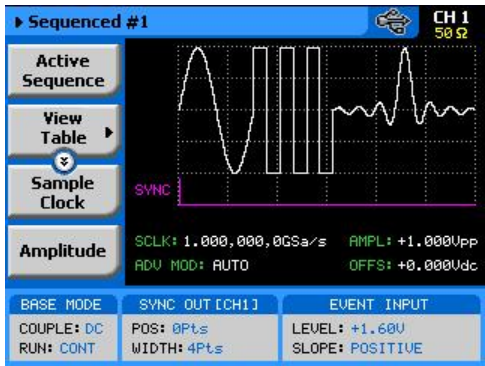 Sequenced #1
CH 1
50 Ω
Active
Sequence
View
Table
Sample
Clock
Amplitude
SYNC
SCLK: 1.000,000,0GSa/s AMPL: +1.000Vpp
ADV MOD: AUTO OFFS: +0.000Vdc
BASE MODE
COUPLE: DC
RUN: CONT
SYNC OUT [CH1]
POS: 0Pts
WIDTH: 4Pts
EVENT INPUT
LEVEL: +1.60V
SLOPE: POSITIVE